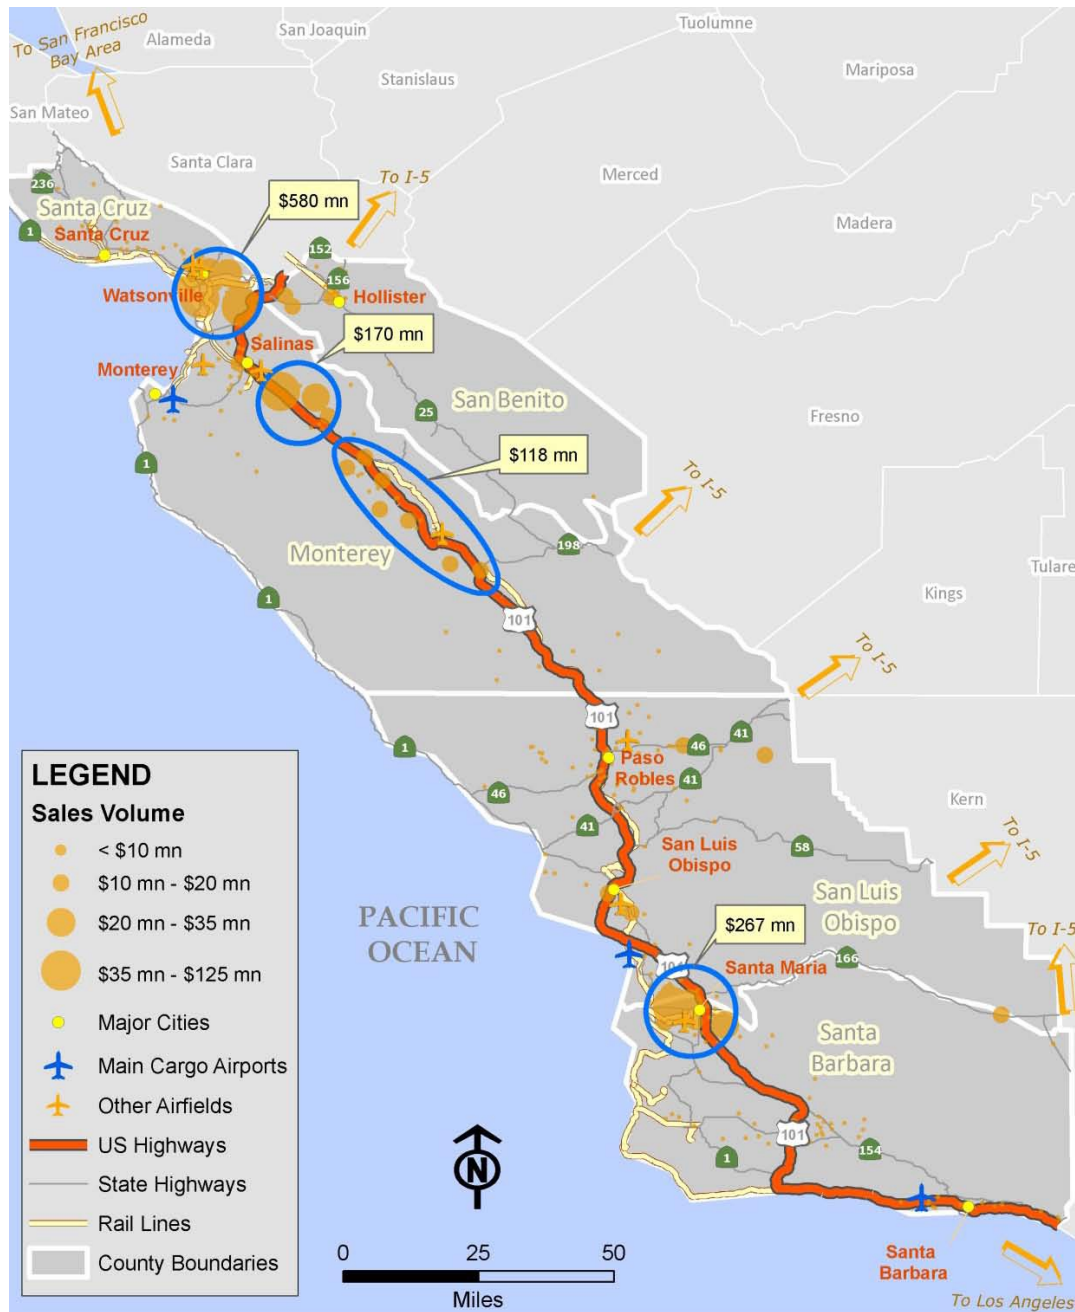 To San Francisco
Bay Area
Alameda
San Joaquin
Tuolumne
Stanislaus
Mariposa
San Mateo
Santa Clara
To I-5
Merced
236
Santa Cruz
$580 mn
Madera
1
Santa Cruz
152
156
Watsonville
Hollister
$170 mn
Salinas
Monterey
San Benito
25
Fresno
$118 mn
1
To I-5
Monterey
198
Tulare
Kings
1
101
To I-5
101
1
41
46
Paso
Robles
41
46
Kern
41
San Luis
Obispo
58
To I-5
San Luis
Obispo
PACIFIC
OCEAN
$267 mn
To I-5
101
Santa Maria
166
Santa
Barbara
101
1
154
Santa
Barbara
To Los Angeles
LEGEND
Sales Volume
< $10 mn
$10 mn - $20 mn
$20 mn - $35 mn
$35 mn - $125 mn
Major Cities
Main Cargo Airports
Other Airfields
US Highways
State Highways
Rail Lines
County Boundaries
N
0 25 50
Miles